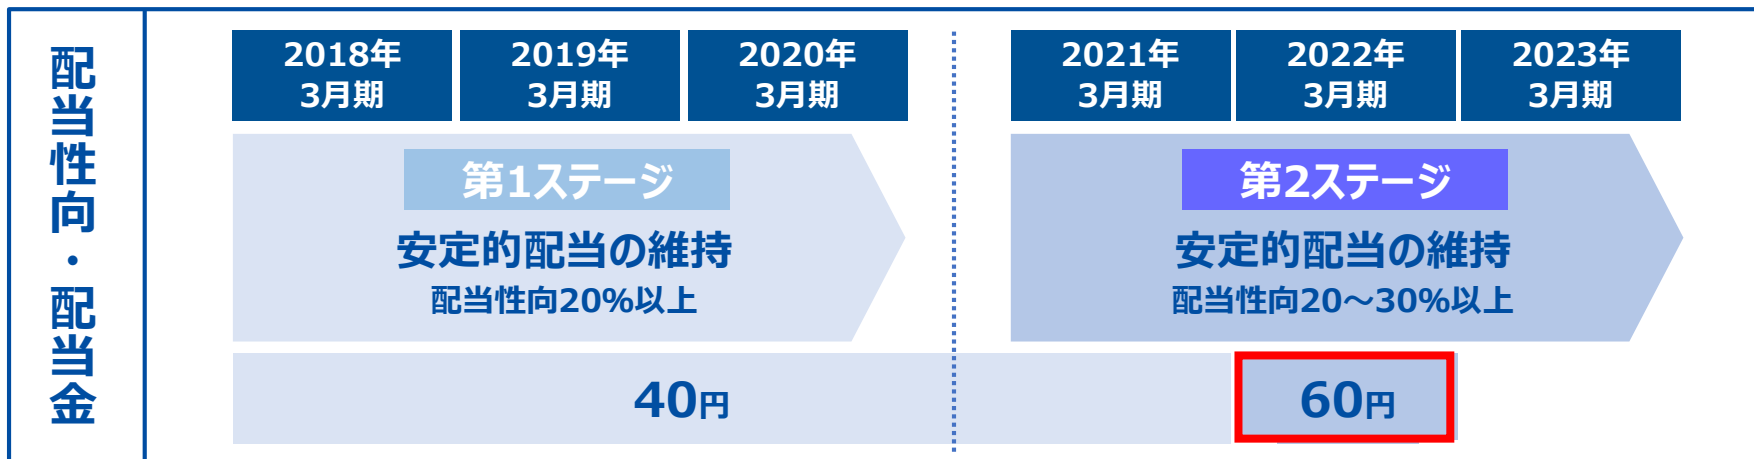 配当性向・配当金
2018年
3月期
2019年
3月期
2020年
3月期
2021年
3月期
2022年
3月期
2023年
3月期
第1ステージ
安定的配当の維持
配当性向20%以上
第2ステージ
安定的配当の維持
配当性向20～30%以上
40円
60円